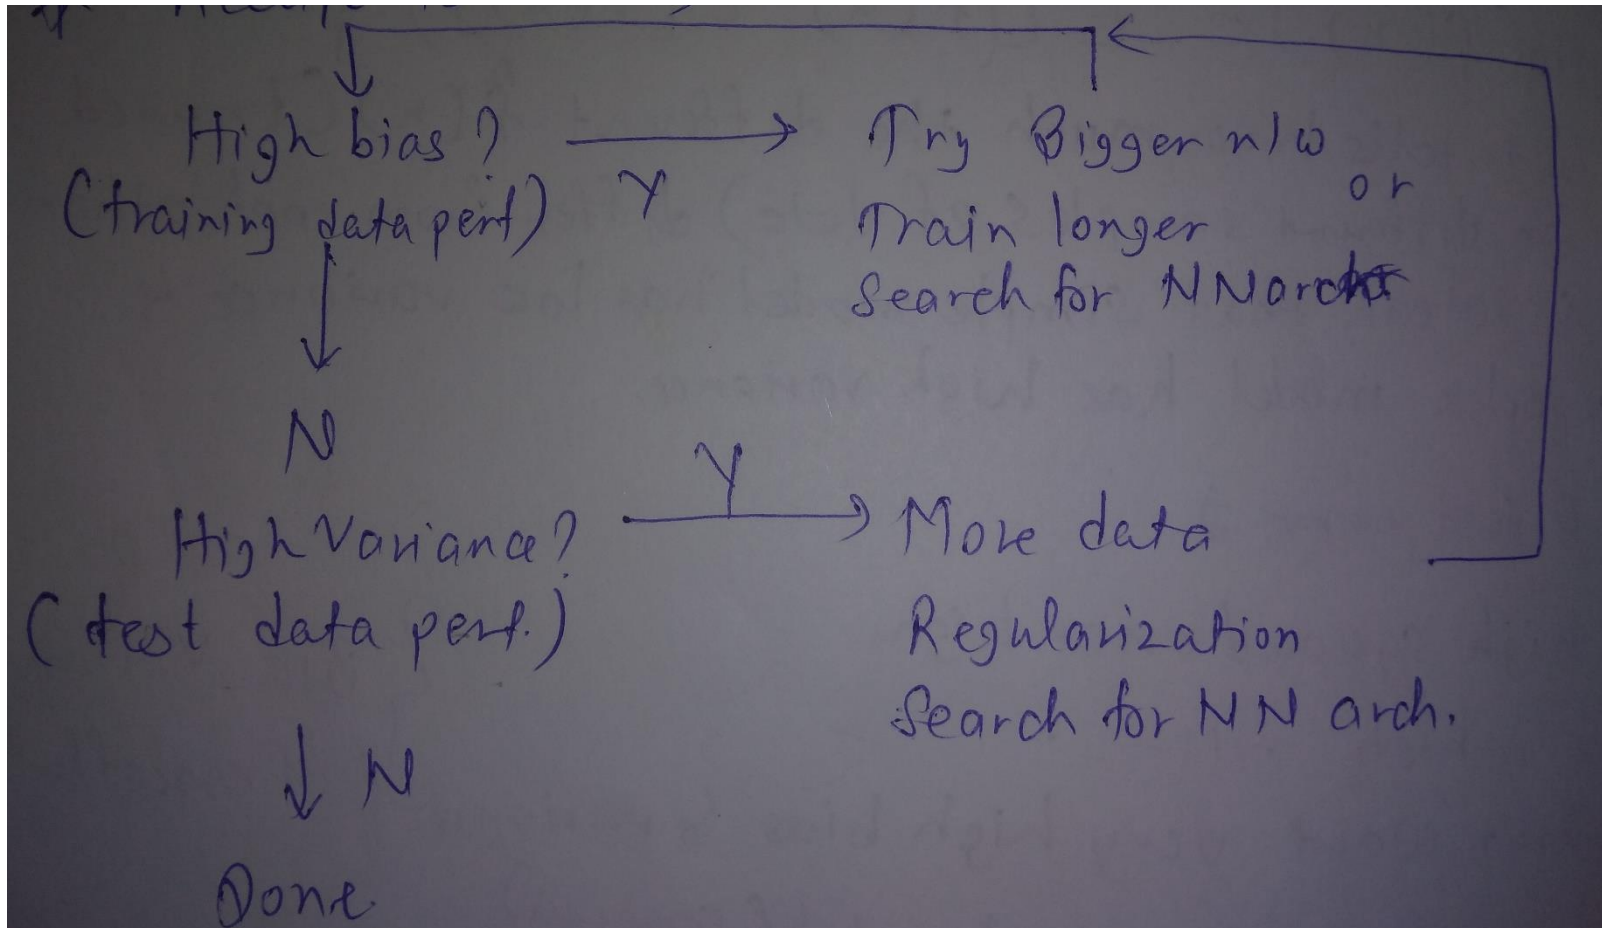 High bias ?
Y
Try Bigger n/w
or
(training data perf)
Train longer
Search for NN arch
N
High Variance?
Y
More data
(test data perf.)
Regularization
Search for NN arch.
N
Done